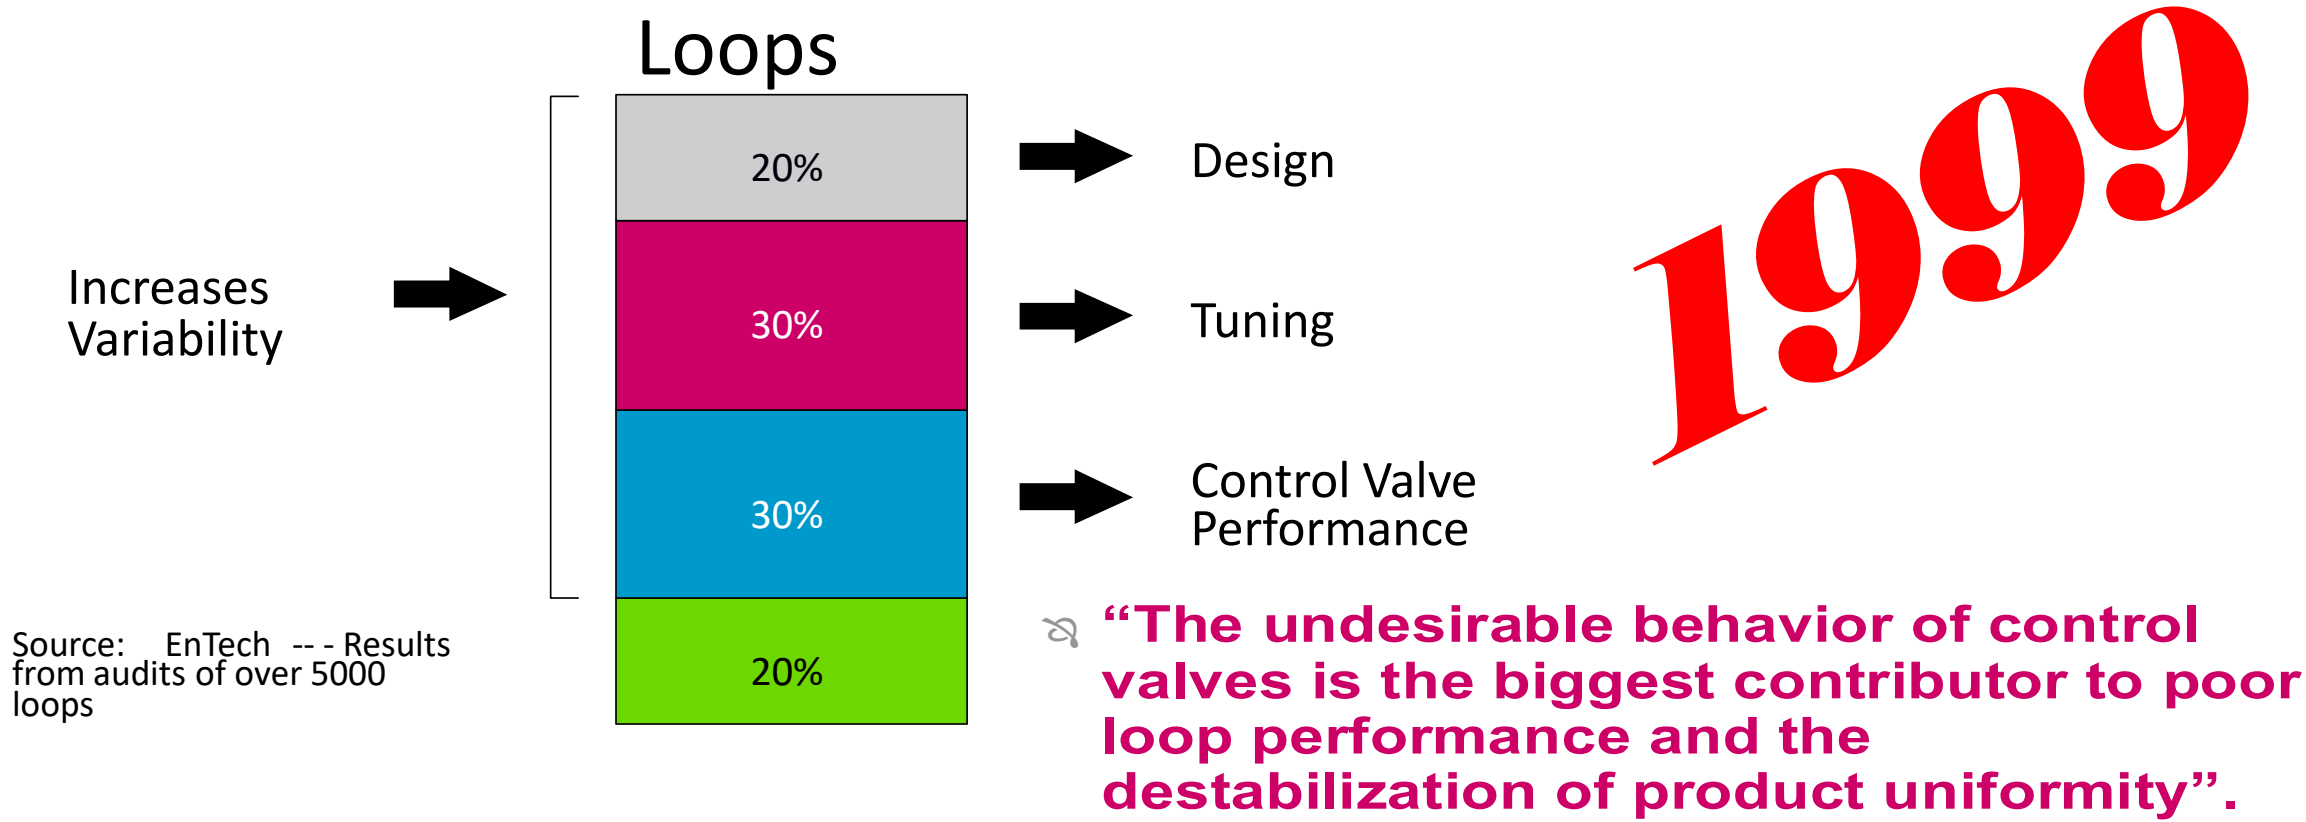 Loops
20%
Design
Increases
Variability
30%
Tuning
30%
Control Valve
Performance
20%
Source: EnTech -- - Results
from audits of over 5000
loops
1999
“The undesirable behavior of control
valves is the biggest contributor to poor
loop performance and the
destabilization of product uniformity”.